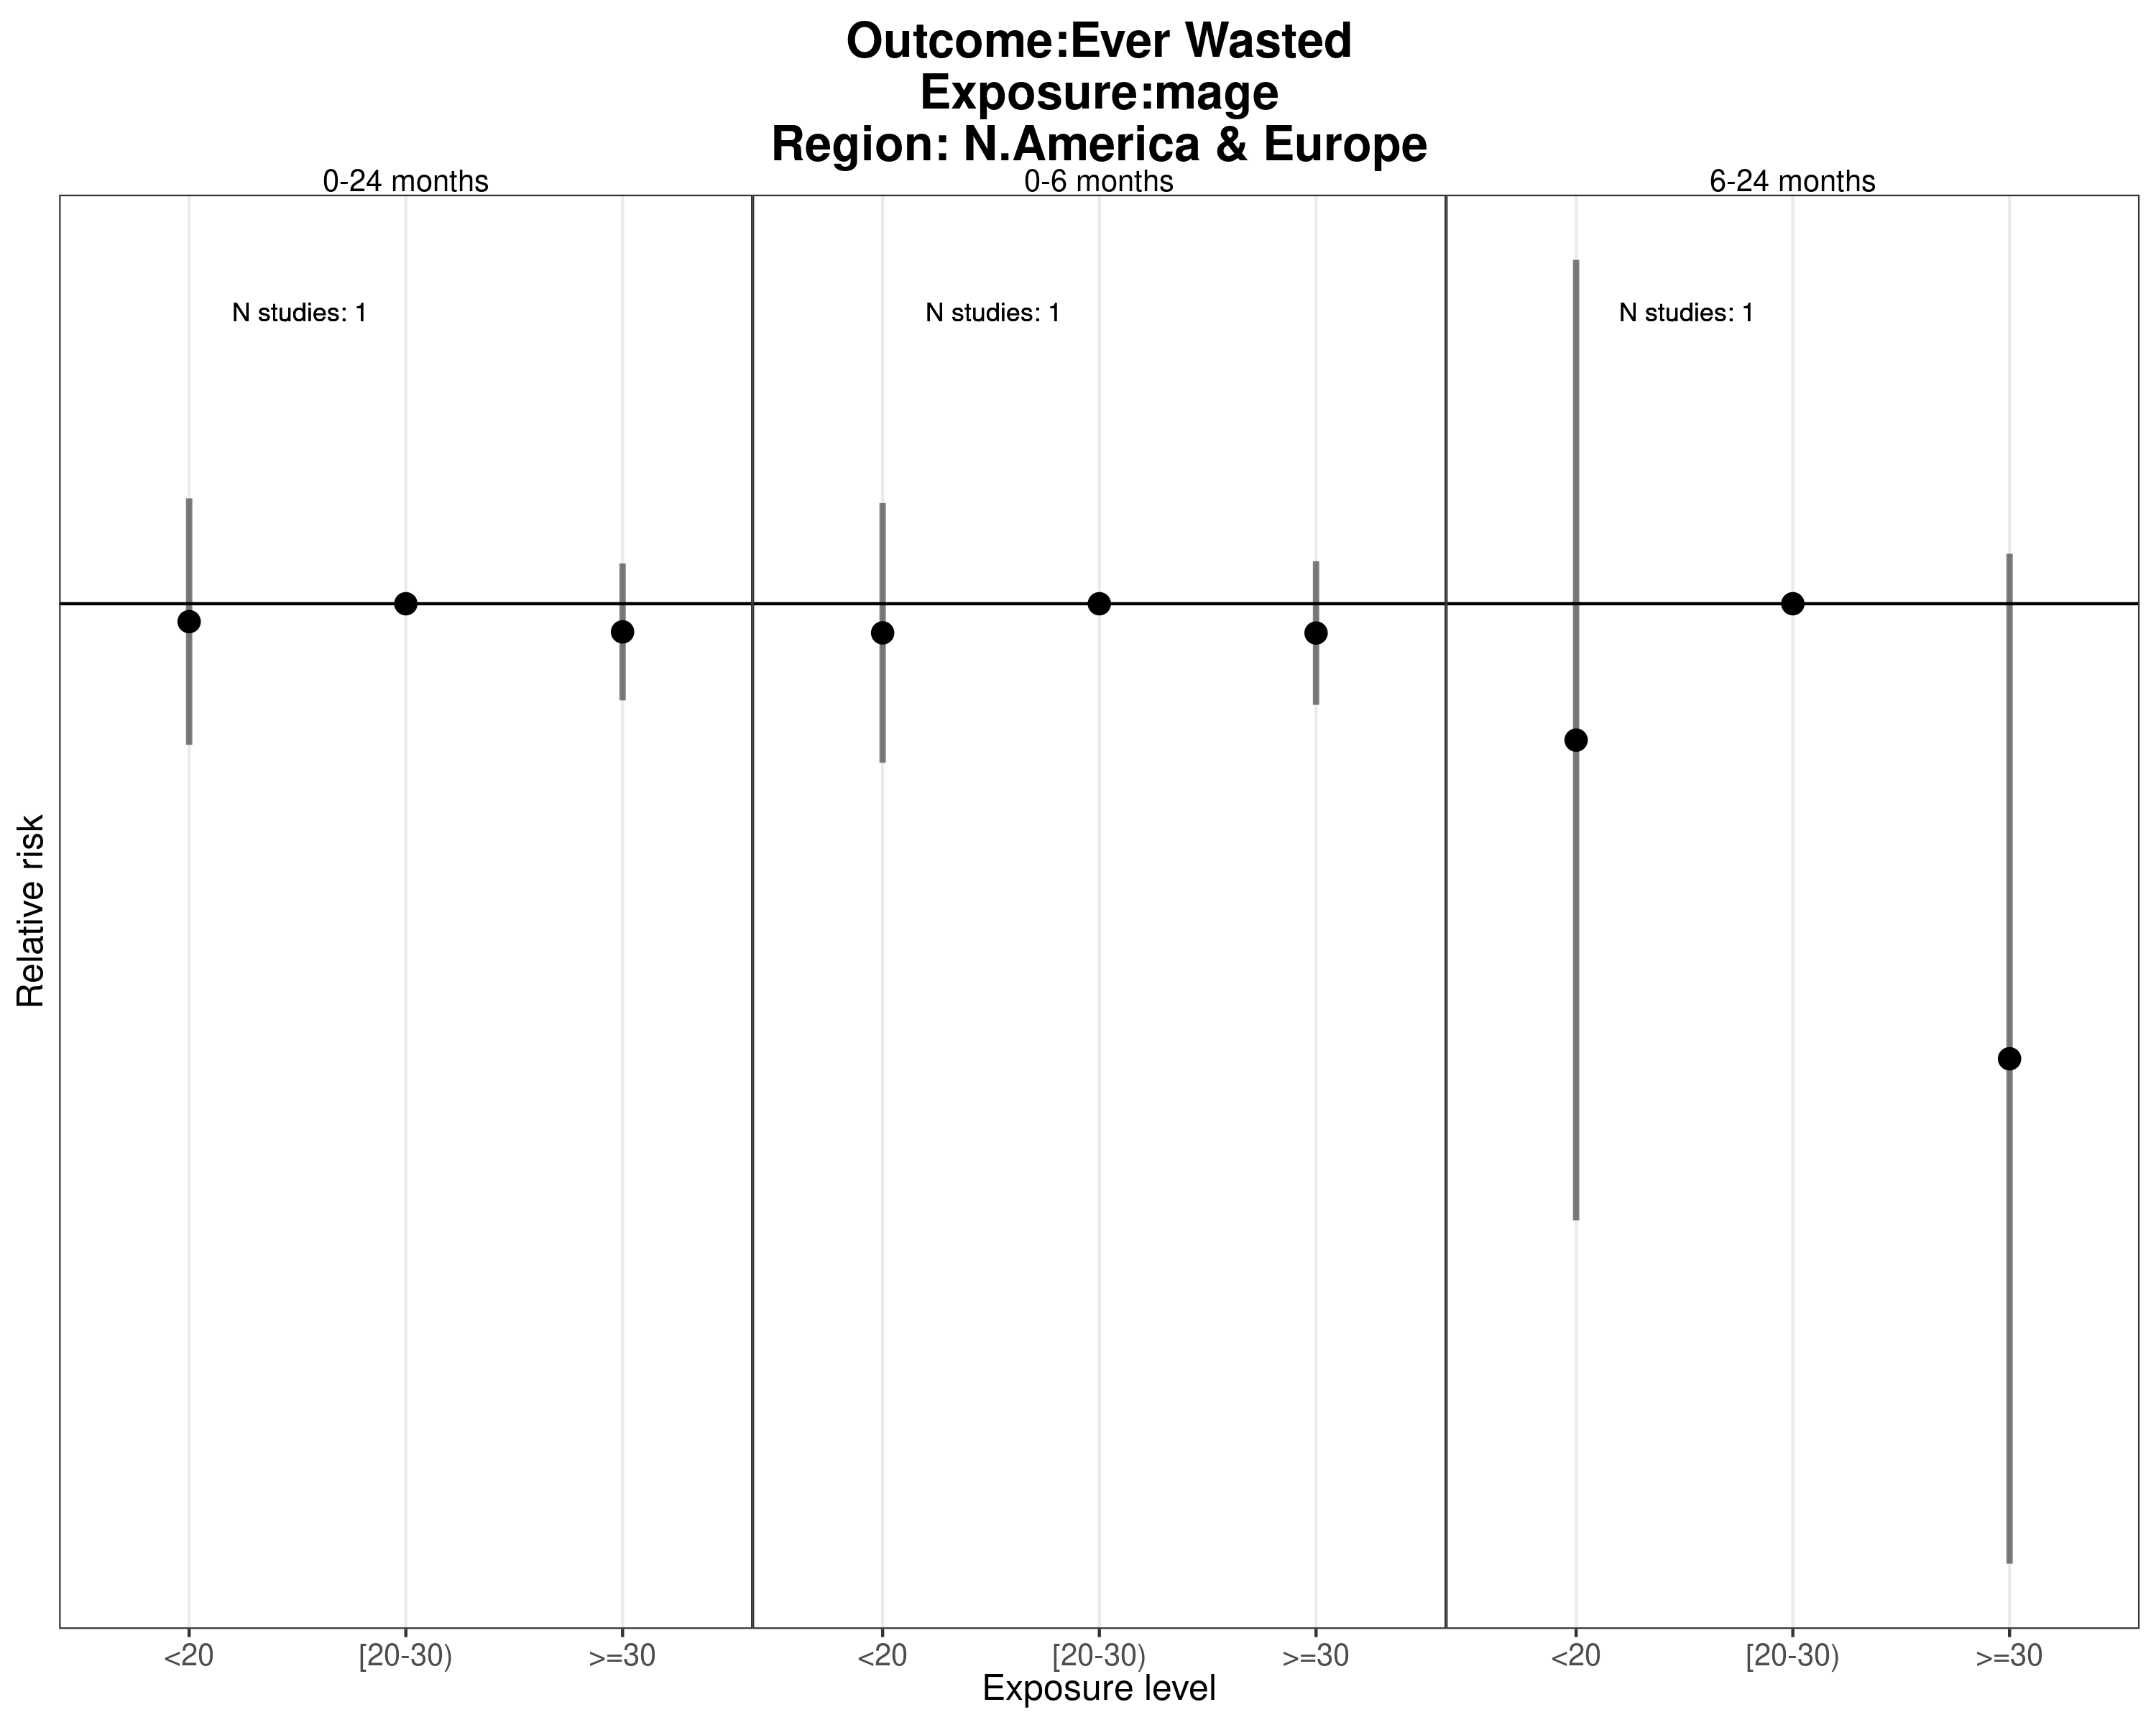 Outcome:Ever Wasted
Exposure:mage
Region: N.America & Europe
0-24 months
0-6 months
6-24 months
N studies: 1
N studies: 1
N studies: 1
Relative risk
<20
[20-30)
>=30
<20
[20-30)
>=30
<20
[20-30)
>=30
Exposure level